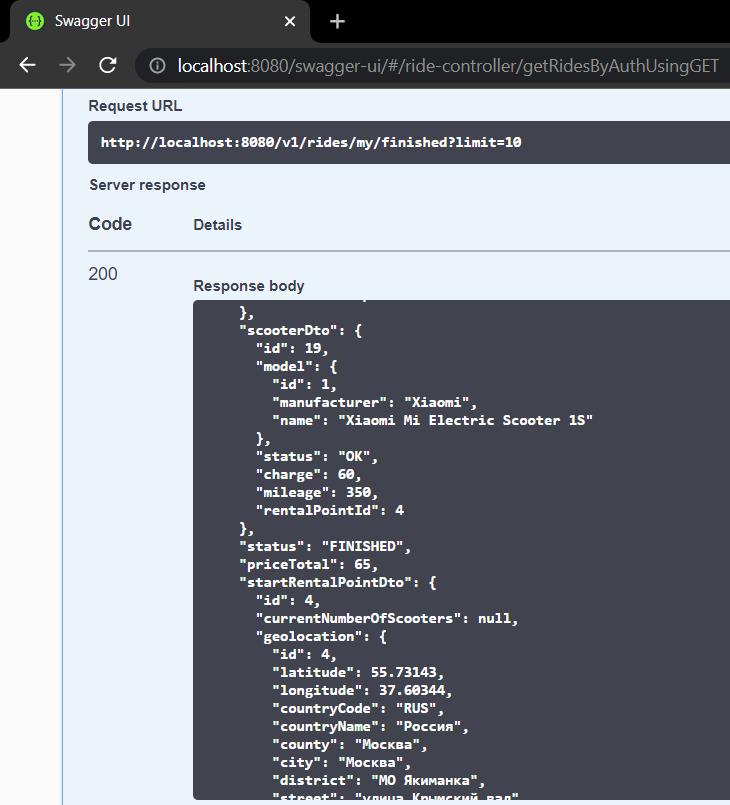 Swagger UI
localhost:8080/swagger-ui/#/ride-controller/getRidesByAuthUsingGET
Request URL
http://localhost:8080/v1/rides/my/finished?limit=10
Server response
Code Details
200
Response body
},
"scooterDto": {
"id": 19,
"model": {
"id": 1,
"manufacturer": "Xiaomi",
"name": "Xiaomi Mi Electric Scooter 1S"
},
"status": "OK",
"charge": 60,
"mileage": 350,
"rentalPointId": 4
},
"status": "FINISHED",
"priceTotal": 65,
"startRentalPointDto": {
"id": 4,
"currentNumberOfScooters": null,
"geolocation": {
"id": 4,
"latitude": 55.73143,
"longitude": 37.60344,
"countryCode": "RUS",
"countryName": "Россия",
"county": "Москва",
"city": "Москва",
"district": "МО Якиманка",
"street": "улица Крымский вал"